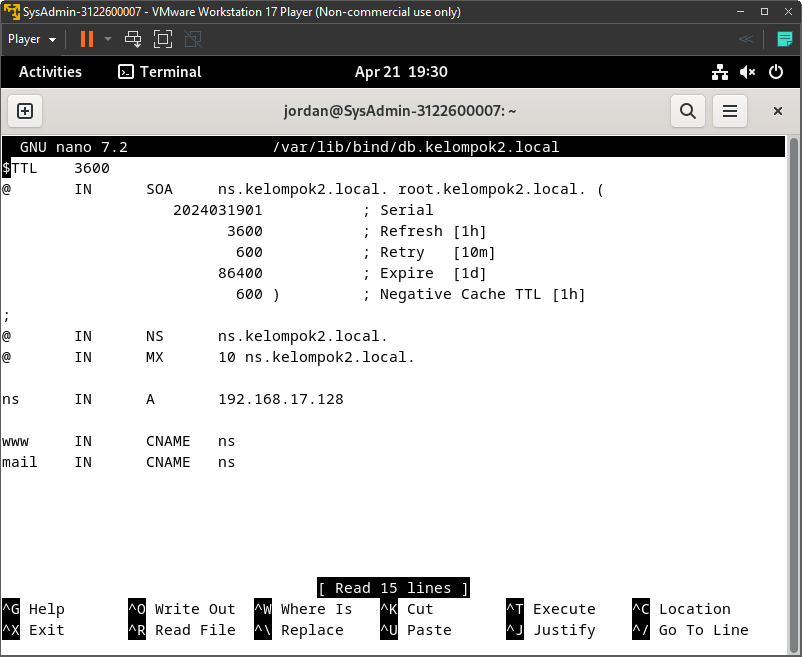 SysAdmin-3122600007 - VMware Workstation 17 Player (Non-commercial use only)
Player
Activities Terminal Apr 21 19:30
jordan@SysAdmin-3122600007: ~
GNU nano 7.2 /var/lib/bind/db.kelompok2.local
$TTL 3600
@ IN SOA ns.kelompok2.local. root.kelompok2.local. (
2024031901 ; Serial
3600 ; Refresh [1h]
600 ; Retry [10m]
86400 ; Expire [1d]
600 ) ; Negative Cache TTL [1h]
;
@ IN NS ns.kelompok2.local.
@ IN MX 10 ns.kelompok2.local.
ns IN A 192.168.17.128
www IN CNAME ns
mail IN CNAME ns
[ Read 15 lines ]
^G Help ^O Write Out ^W Where Is ^K Cut ^T Execute ^C Location
^X Exit ^R Read File ^\ Replace ^U Paste ^J Justify ^/ Go To Line